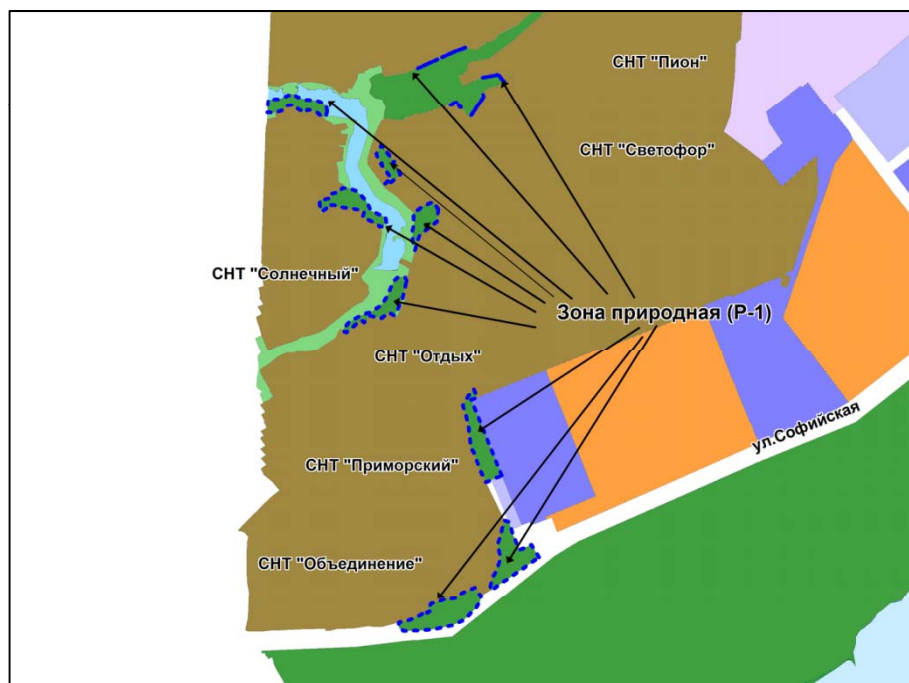 СНТ "Пион"
СНТ "Светофор"
СНТ "Солнечный"
Зона природная (Р-1)
СНТ "Отдых"
ул.Софийская
СНТ "Приморский"
СНТ "Объединение"